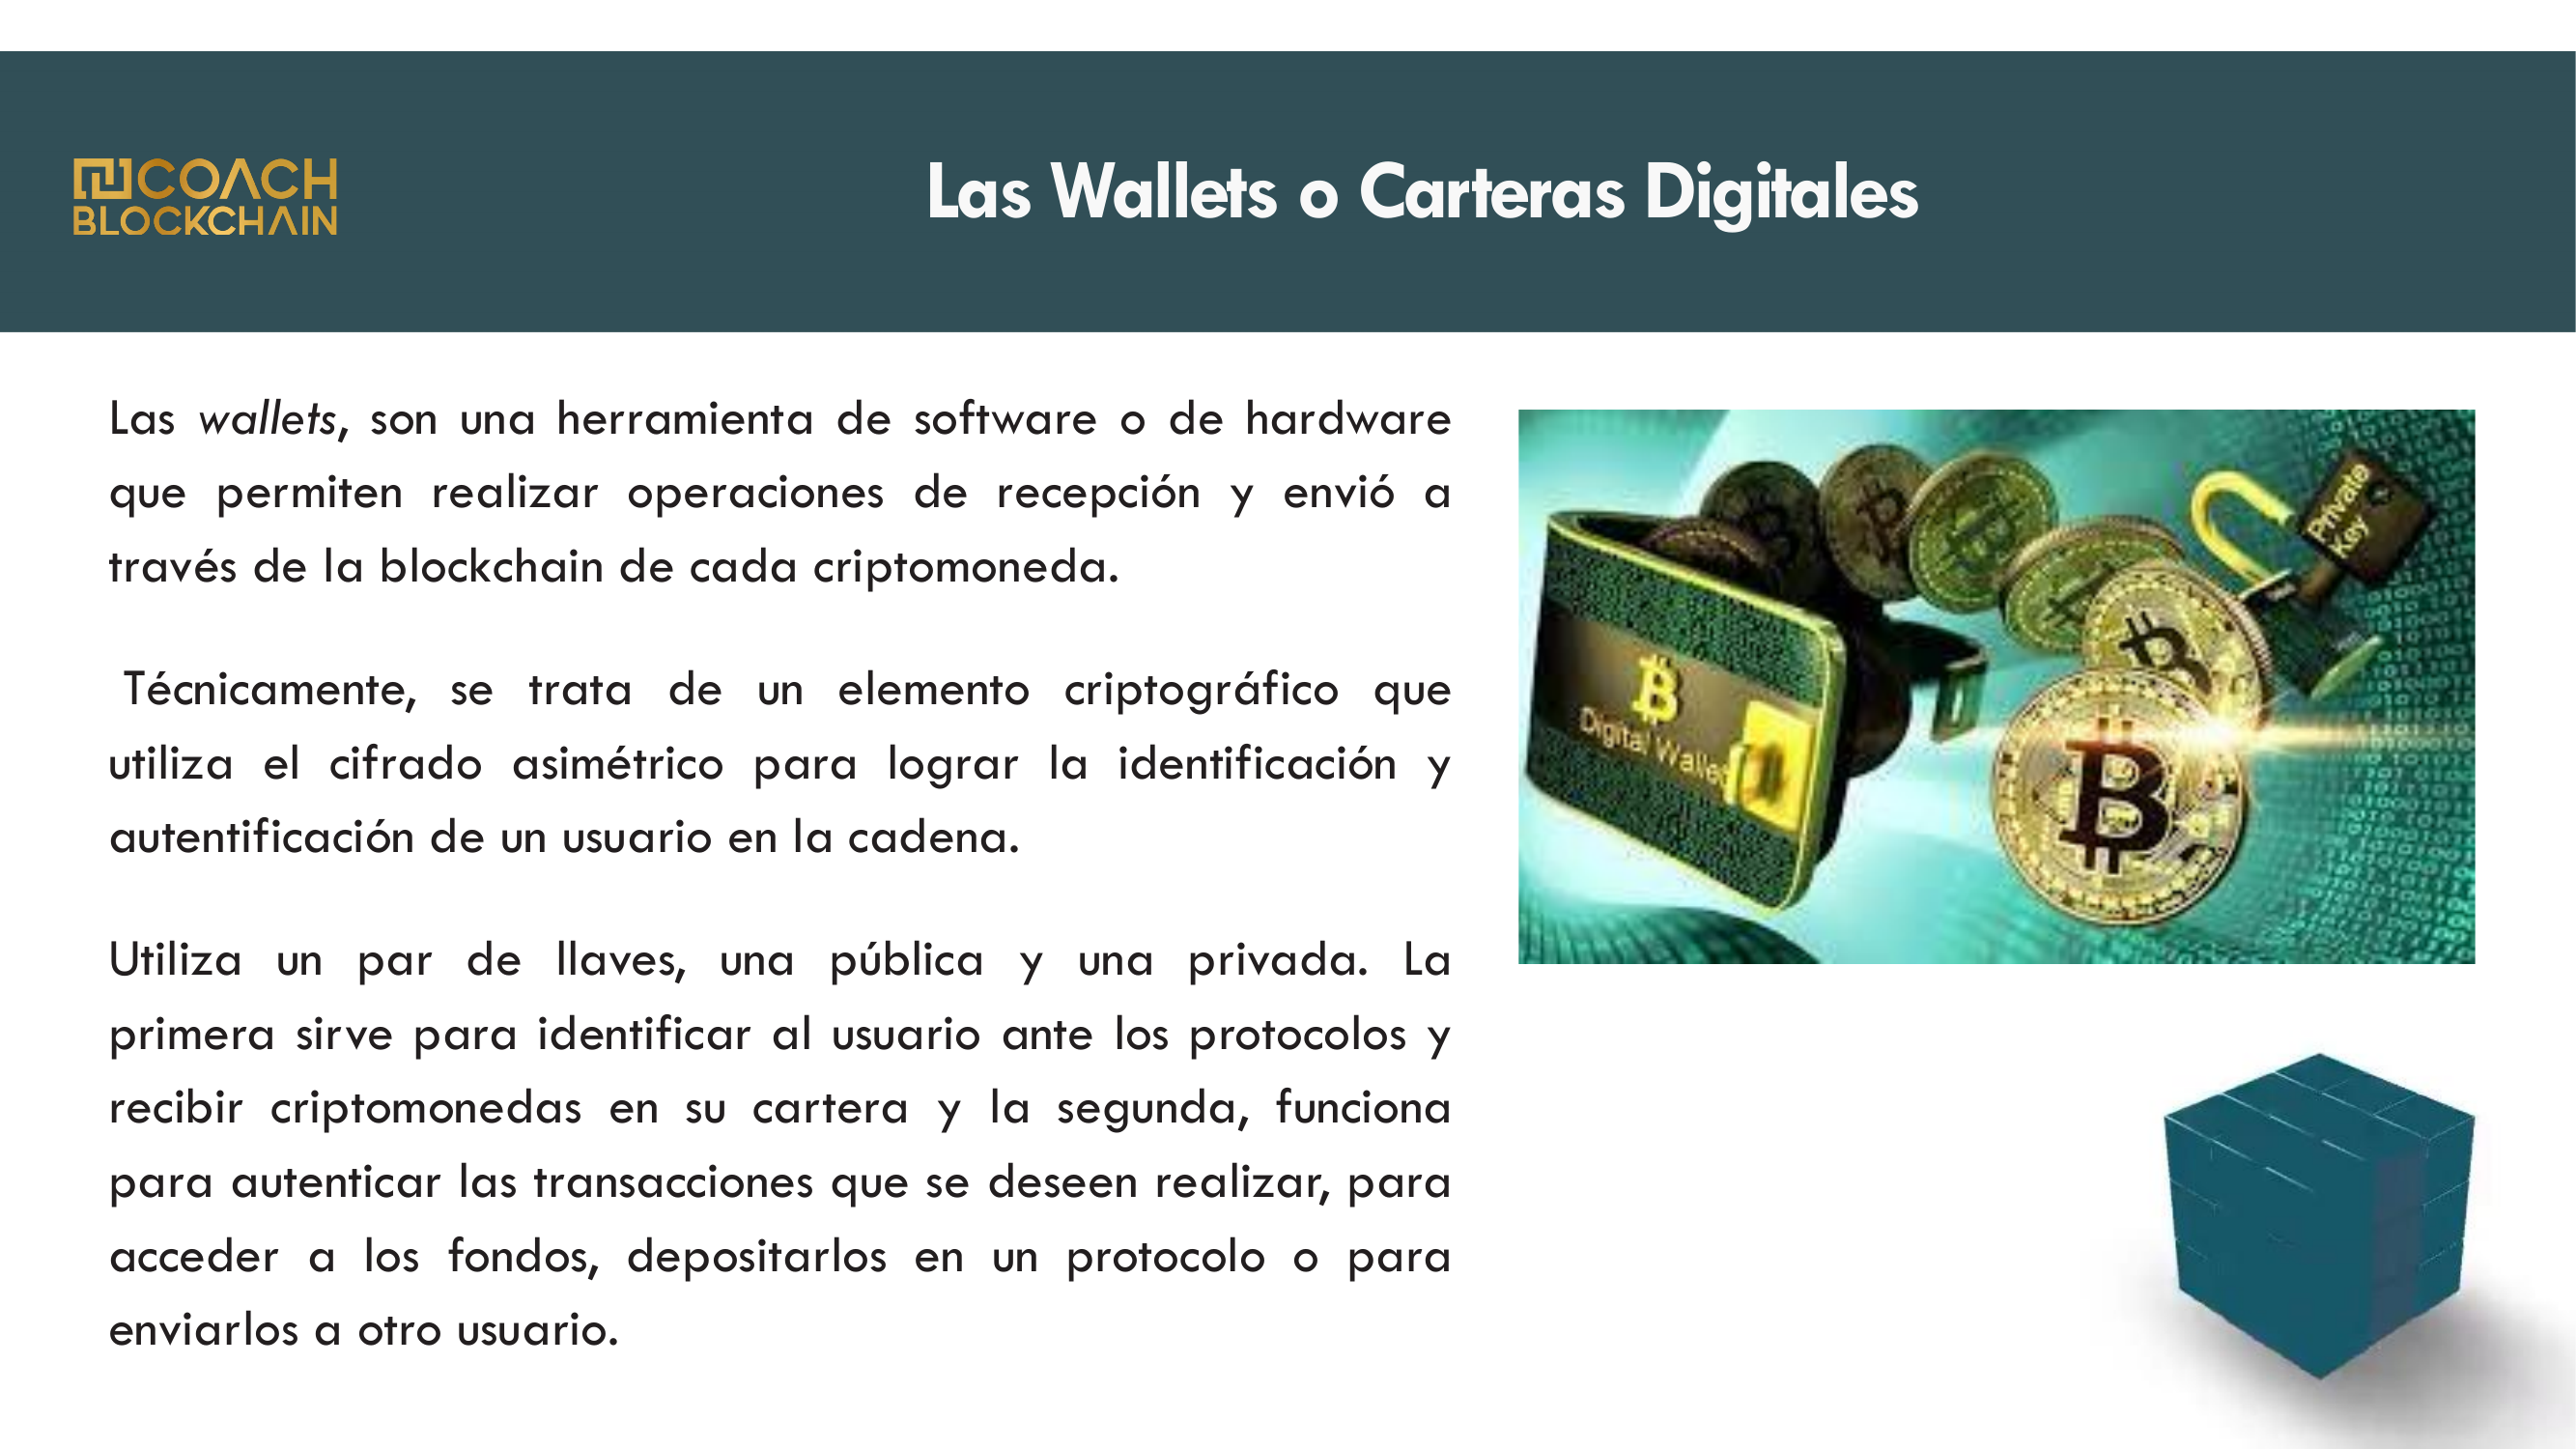 COACH
BLOCKCHAIN
Las Wallets o Carteras Digitales
Las wallets, son una herramienta de software o de hardware
que permiten realizar operaciones de recepción y envió a
través de la blockchain de cada criptomoneda.
Técnicamente, se trata de un elemento criptográfico que
utiliza el cifrado asimétrico para lograr la identificación y
autentificación de un usuario en la cadena.
Utiliza un par de llaves, una pública y una privada. La
primera sirve para identificar al usuario ante los protocolos y
recibir criptomonedas en su cartera y la segunda, funciona
para autenticar las transacciones que se deseen realizar, para
acceder a los fondos, depositarlos en un protocolo o para
enviarlos a otro usuario.
Private
Key
Digital Wallet